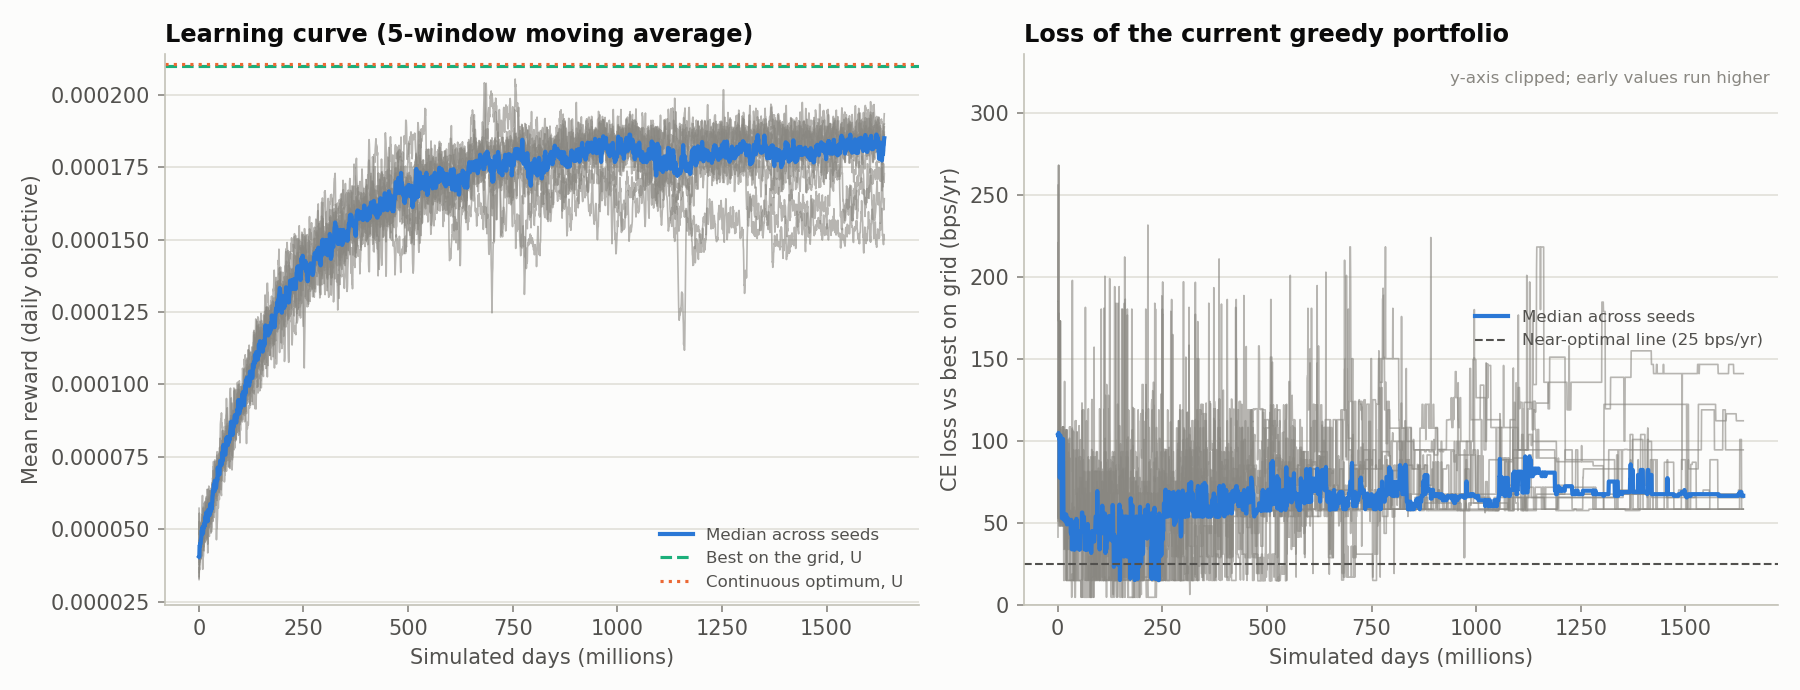 Learning curve (5-window moving average)
Mean reward (daily objective)
0.000200
0.000175
0.000150
0.000125
0.000100
0.000075
0.000050
0.000025
Median across seeds
Best on the grid, U
Continuous optimum, U
0 250 500 750 1000 1250 1500
Simulated days (millions)
Loss of the current greedy portfolio
y-axis clipped; early values run higher
CE loss vs best on grid (bps/yr)
300
250
200
150
100
50
0
Median across seeds
Near-optimal line (25 bps/yr)
0 250 500 750 1000 1250 1500
Simulated days (millions)